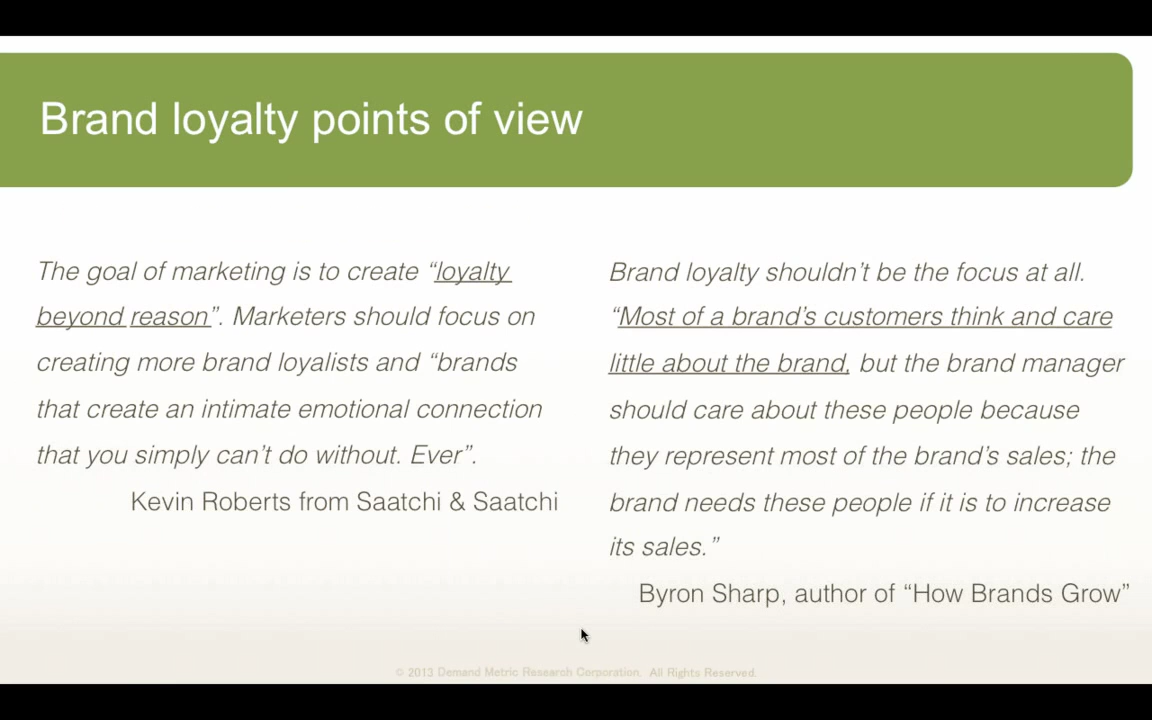 Brand loyalty points of view
The goal of marketing is to create “loyalty
beyond reason”. Marketers should focus on
creating more brand loyalists and “brands
that create an intimate emotional connection
that you simply can’t do without. Ever”.
Kevin Roberts from Saatchi & Saatchi
Brand loyalty shouldn’t be the focus at all.
“Most of a brand’s customers think and care
little about the brand, but the brand manager
should care about these people because
they represent most of the brand’s sales; the
brand needs these people if it is to increase
its sales.”
Byron Sharp, author of “How Brands Grow”
© 2013 Demand Metric Research Corporation. All Rights Reserved.